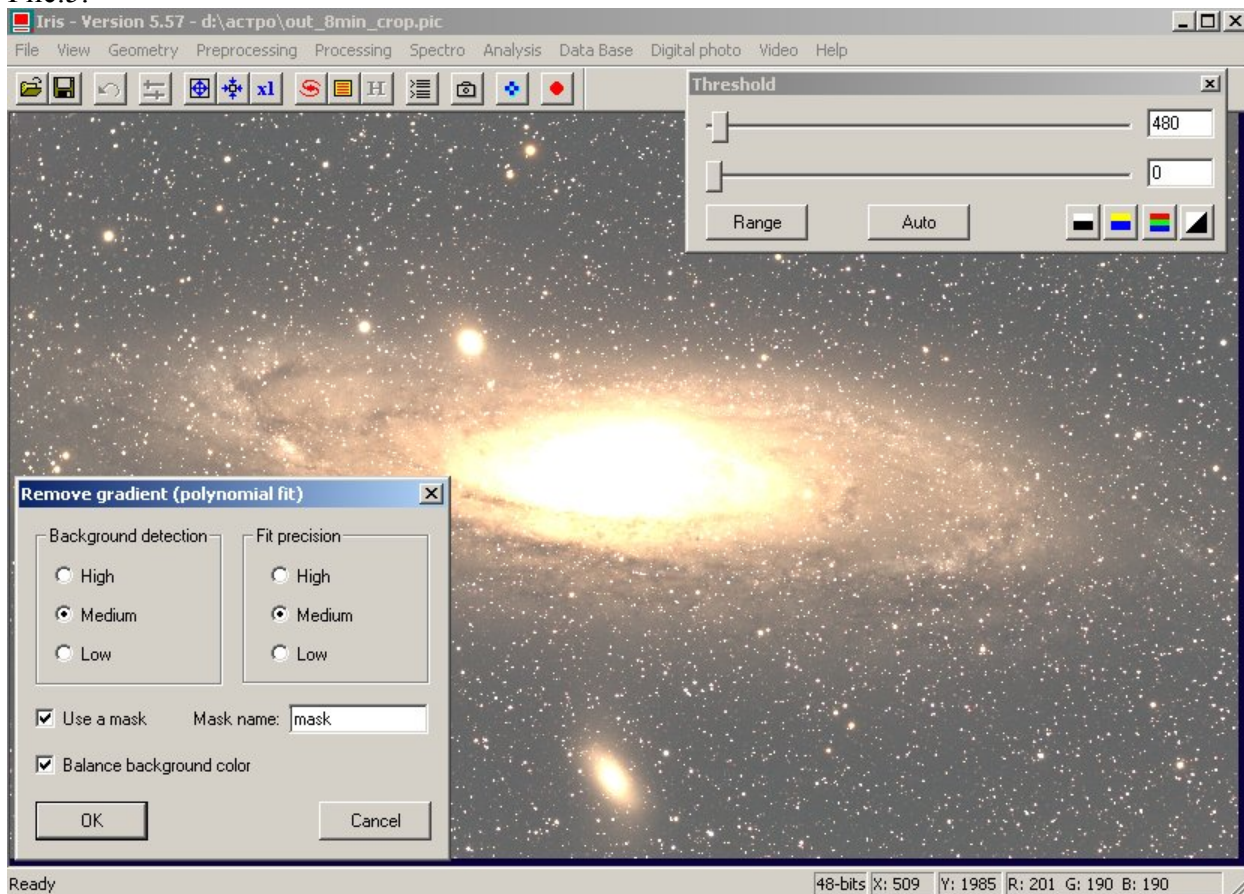 Рис.5.
Iris - Version 5.57 - d:\астро\out_8min_crop.pic
File View Geometry Preprocessing Processing Spectro Analysis Data Base Digital photo Video Help
x1 H
Threshold
480
0
Range Auto
Remove gradient (polynomial fit)
Background detection Fit precision
High High
Medium Medium
Low Low
Use a mask Mask name: mask
Balance background color
OK Cancel
Ready 48-bits X: 509 Y: 1985 R: 201 G: 190 B: 190